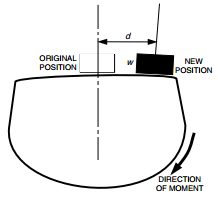 d
ORIGINAL
POSITION
w
NEW
POSITION
DIRECTION
OF MOMENT